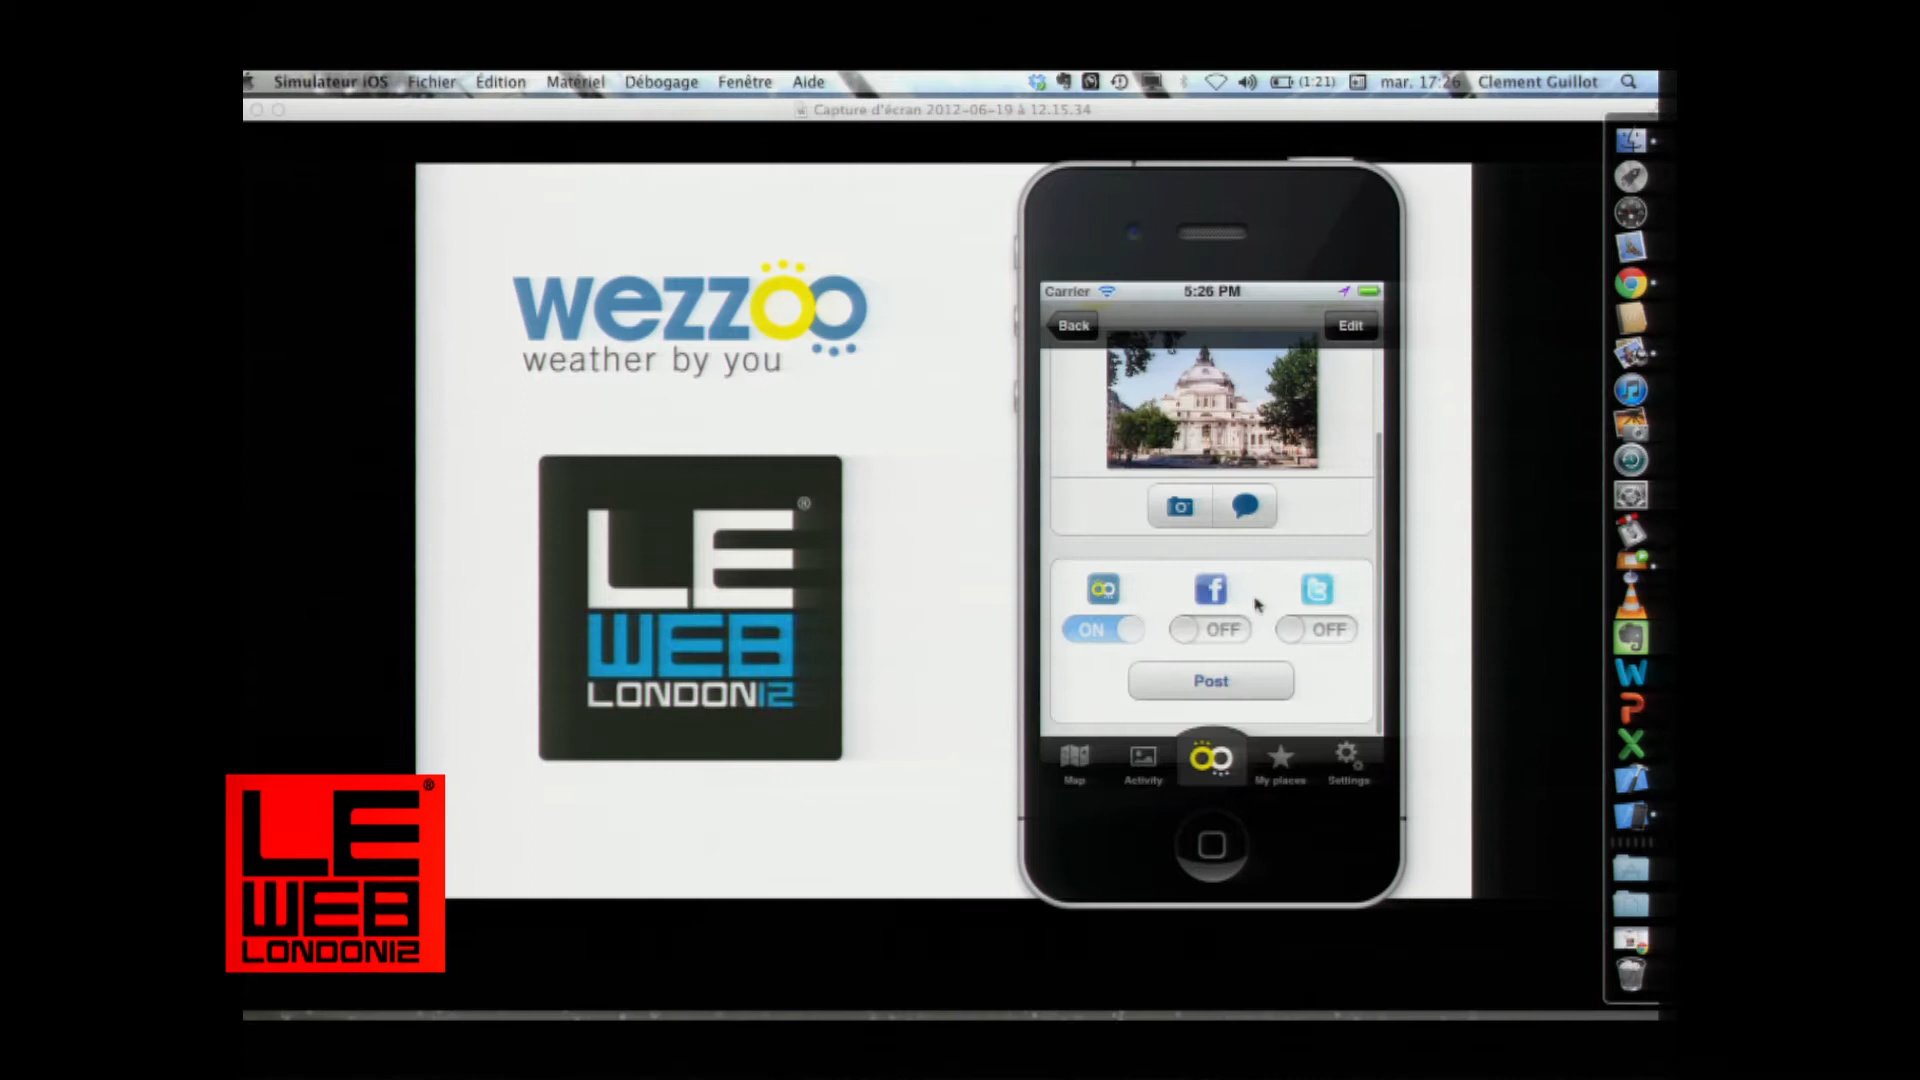 Simulateur iOS Fichier Édition Matériel Débogage Fenêtre Aide (1:21) mar. 17:26 Clement Guillot
Capture d'écran 2012-06-19 à 12.15.34
wezzoo
weather by you
LE ®
WEB
LONDON12
Carrier 5:26 PM
Back Edit
ON OFF OFF
Post
Map Activity My places Settings
LE ®
WEB
LONDON12